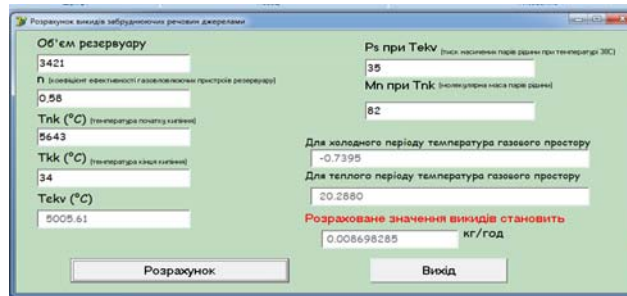 Розрахунок викидів забруднюючих речовин джерелами
Об'єм резервуару
3421
n (коефіцієнт ефективності газоповловлюючих пристроїв резервуару)
0,58
Tnk (°C) (температура початку кипіння)
5643
Tkk (°C) (температура кінця кипіння)
34
Tekv (°C)
5005.61
Ps при Tekv (тиск насичених парів рідини при температурі 38C)
35
Mn при Tnk (молекулярна маса парів рідини)
82
Для холодного періоду температура газового простору
-0.7395
Для теплого періоду температура газового простору
20.2880
Розраховане значення викидів становить
0.008698285 кг/год
Розрахунок
Вихід